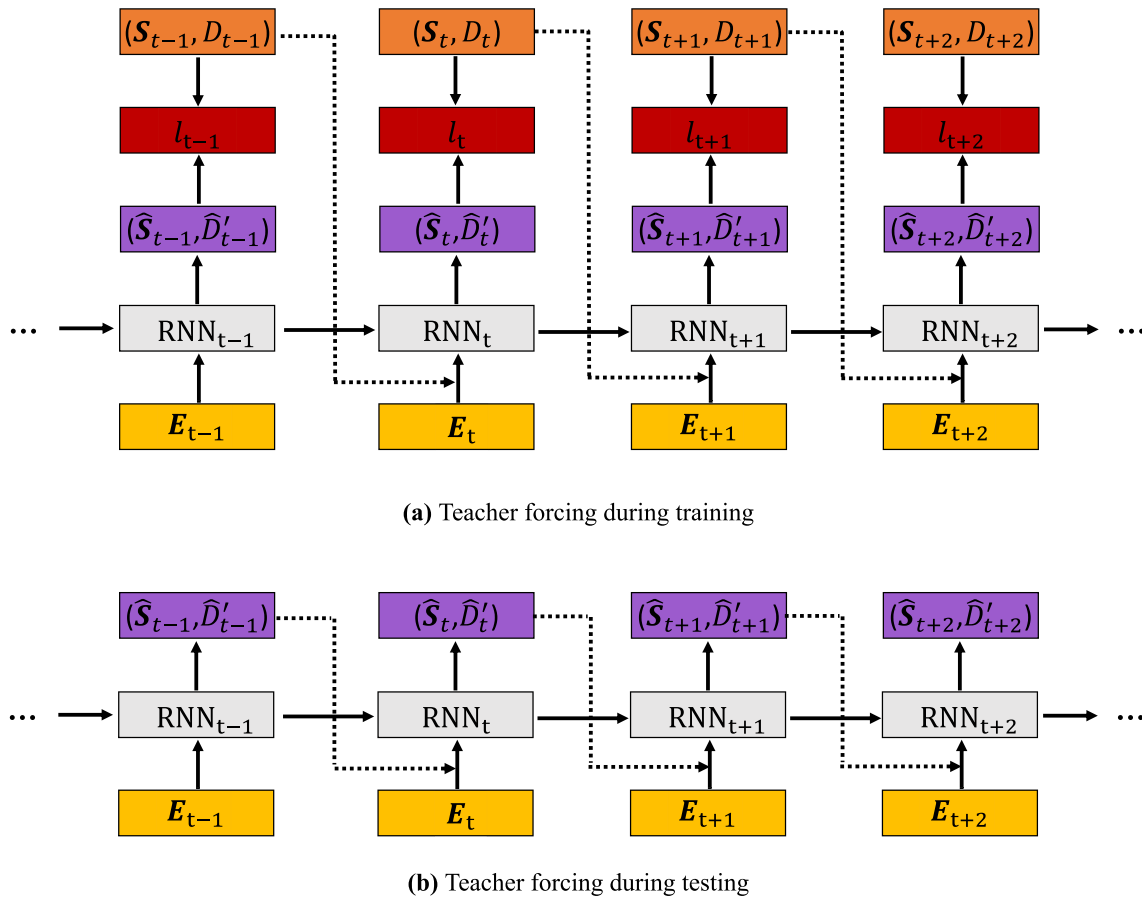 (S_{t−1}, D_{t−1}) (S_t, D_t) (S_{t+1}, D_{t+1}) (S_{t+2}, D_{t+2})
l_{t−1} l_t l_{t+1} l_{t+2}
(Ŝ_{t−1}, D̂′_{t−1}) (Ŝ_t, D̂′_t) (Ŝ_{t+1}, D̂′_{t+1}) (Ŝ_{t+2}, D̂′_{t+2})
... RNN_{t−1} RNN_t RNN_{t+1} RNN_{t+2} ...
E_{t−1} E_t E_{t+1} E_{t+2}
(a) Teacher forcing during training
(Ŝ_{t−1}, D̂′_{t−1}) (Ŝ_t, D̂′_t) (Ŝ_{t+1}, D̂′_{t+1}) (Ŝ_{t+2}, D̂′_{t+2})
... RNN_{t−1} RNN_t RNN_{t+1} RNN_{t+2} ...
E_{t−1} E_t E_{t+1} E_{t+2}
(b) Teacher forcing during testing